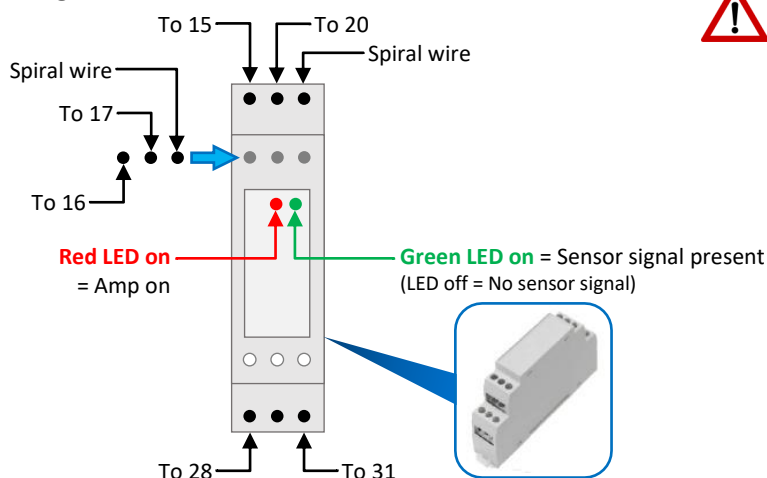 To 15
To 20
Spiral wire
Spiral wire
To 17
To 16
Red LED on
= Amp on
Green LED on = Sensor signal present
(LED off = No sensor signal)
To 28
To 31